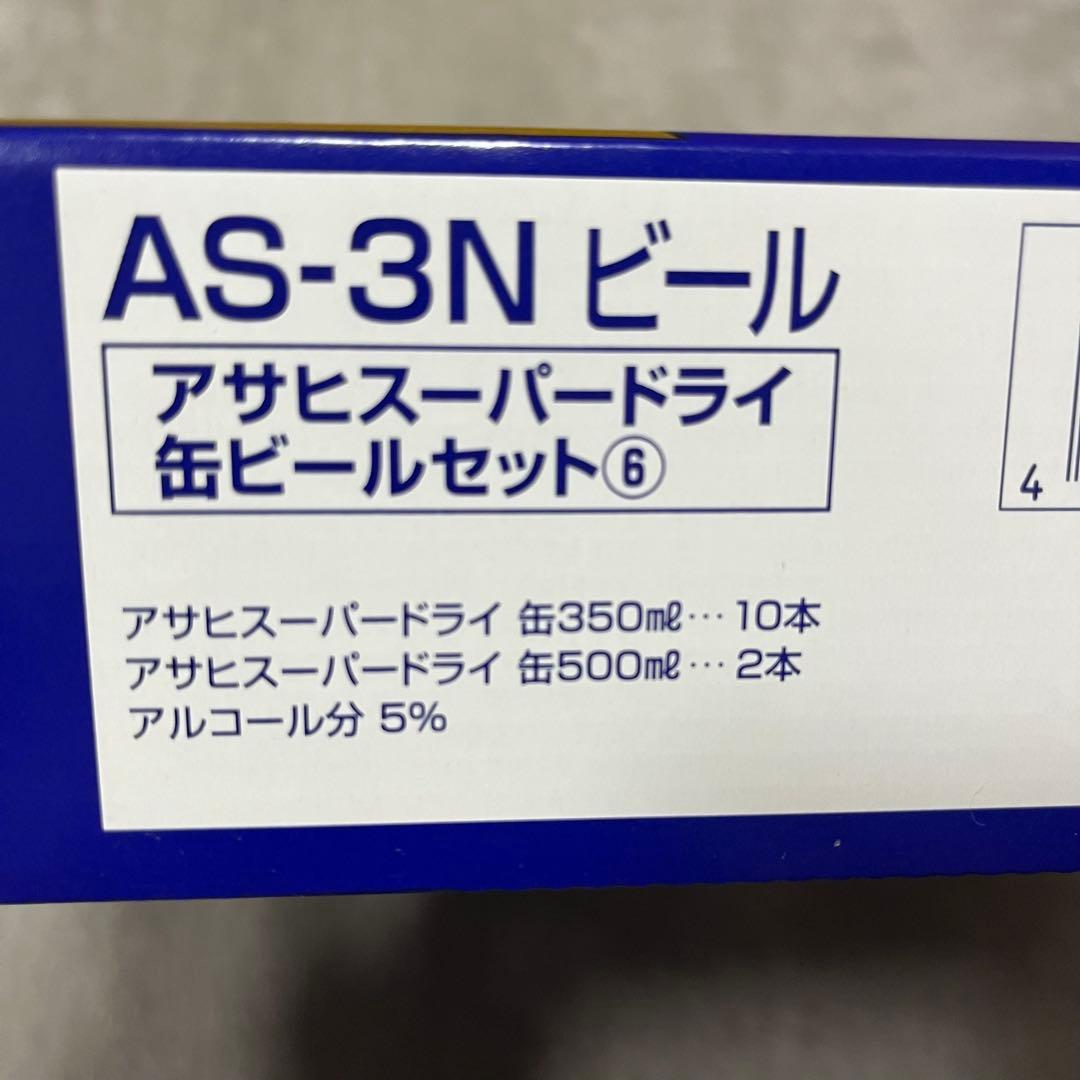 AS-3N ビール
アサヒスーパードライ
缶ビールセット⑥
アサヒスーパードライ 缶350㎖… 10本
アサヒスーパードライ 缶500㎖… 2本
アルコール分 5%
4